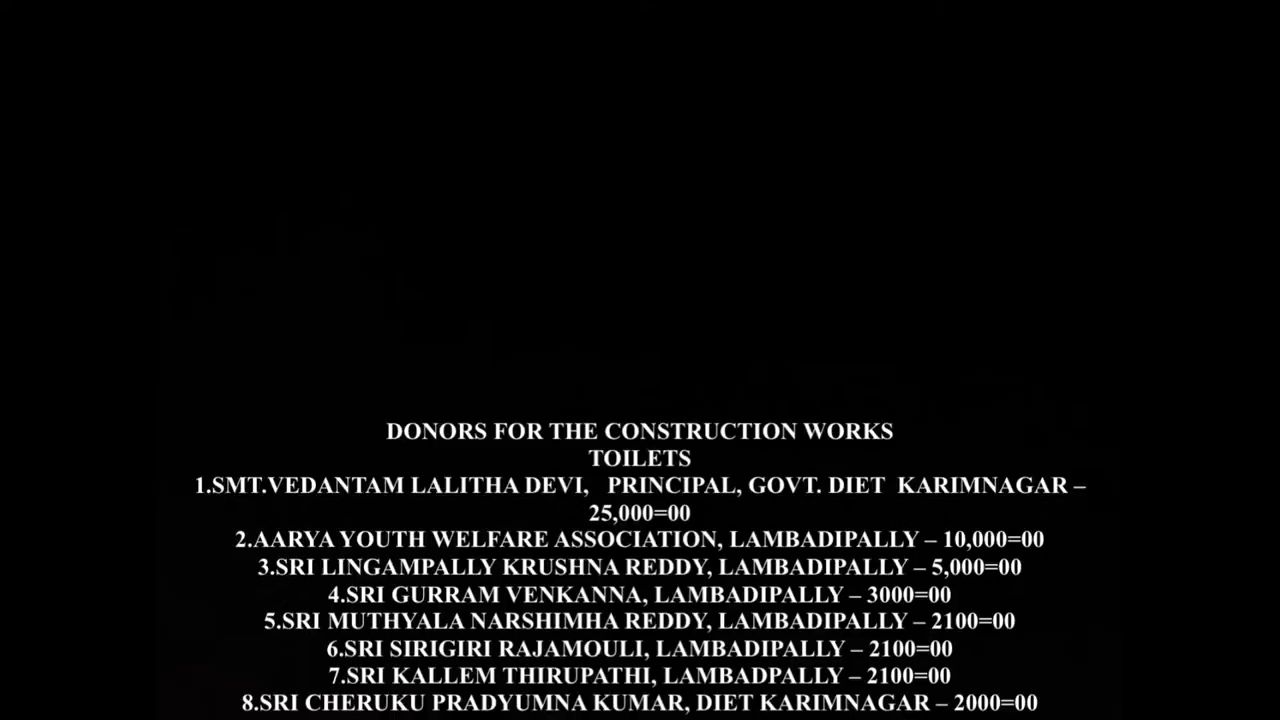 DONORS FOR THE CONSTRUCTION WORKS
TOILETS
1.SMT.VEDANTAM LALITHA DEVI,   PRINCIPAL, GOVT. DIET  KARIMNAGAR –
25,000=00
2.AARYA YOUTH WELFARE ASSOCIATION, LAMBADIPALLY – 10,000=00
3.SRI LINGAMPALLY KRUSHNA REDDY, LAMBADIPALLY – 5,000=00
4.SRI GURRAM VENKANNA, LAMBADIPALLY – 3000=00
5.SRI MUTHYALA NARSHIMHA REDDY, LAMBADIPALLY – 2100=00
6.SRI SIRIGIRI RAJAMOULI, LAMBADIPALLY – 2100=00
7.SRI KALLEM THIRUPATHI, LAMBADPALLY – 2100=00
8.SRI CHERUKU PRADYUMNA KUMAR, DIET KARIMNAGAR – 2000=00